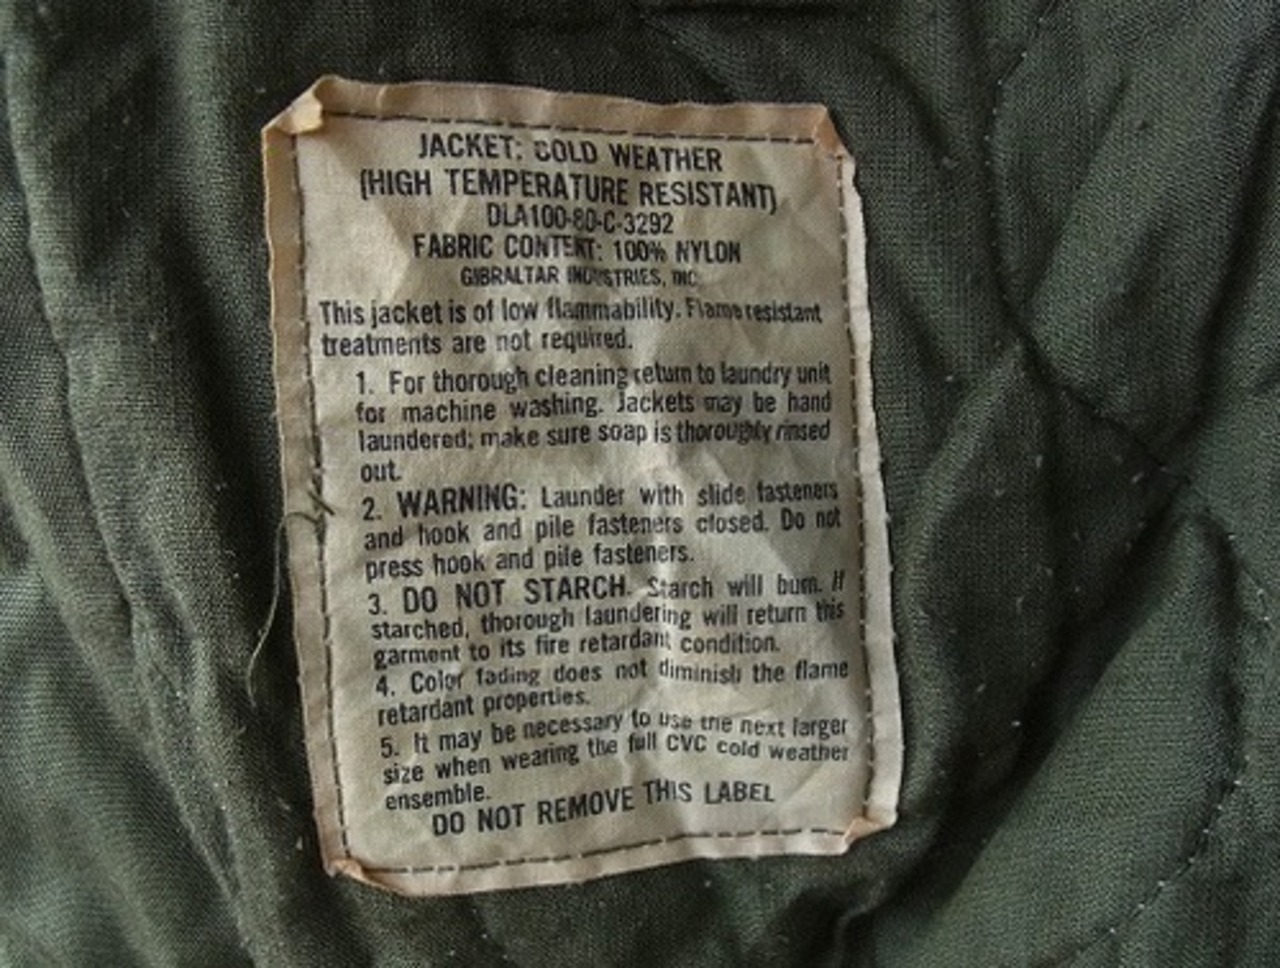 JACKET: COLD WEATHER
(HIGH TEMPERATURE RESISTANT)
DLA100-80-C-3292
FABRIC CONTENT: 100% NYLON
GIBRALTAR INDUSTRIES, INC.
This jacket is of low flammability. Flame resistant
treatments are not required.
1. For thorough cleaning return to laundry unit
for machine washing. Jackets may be hand
laundered; make sure soap is thoroughly rinsed
out.
2. WARNING: Launder with slide fasteners
and hook and pile fasteners closed. Do not
press hook and pile fasteners.
3. DO NOT STARCH. Starch will burn. If
starched, thorough laundering will return this
garment to its fire retardant condition.
4. Color fading does not diminish the flame
retardant properties.
5. It may be necessary to use the next larger
size when wearing the full CVC cold weather
ensemble.
DO NOT REMOVE THIS LABEL